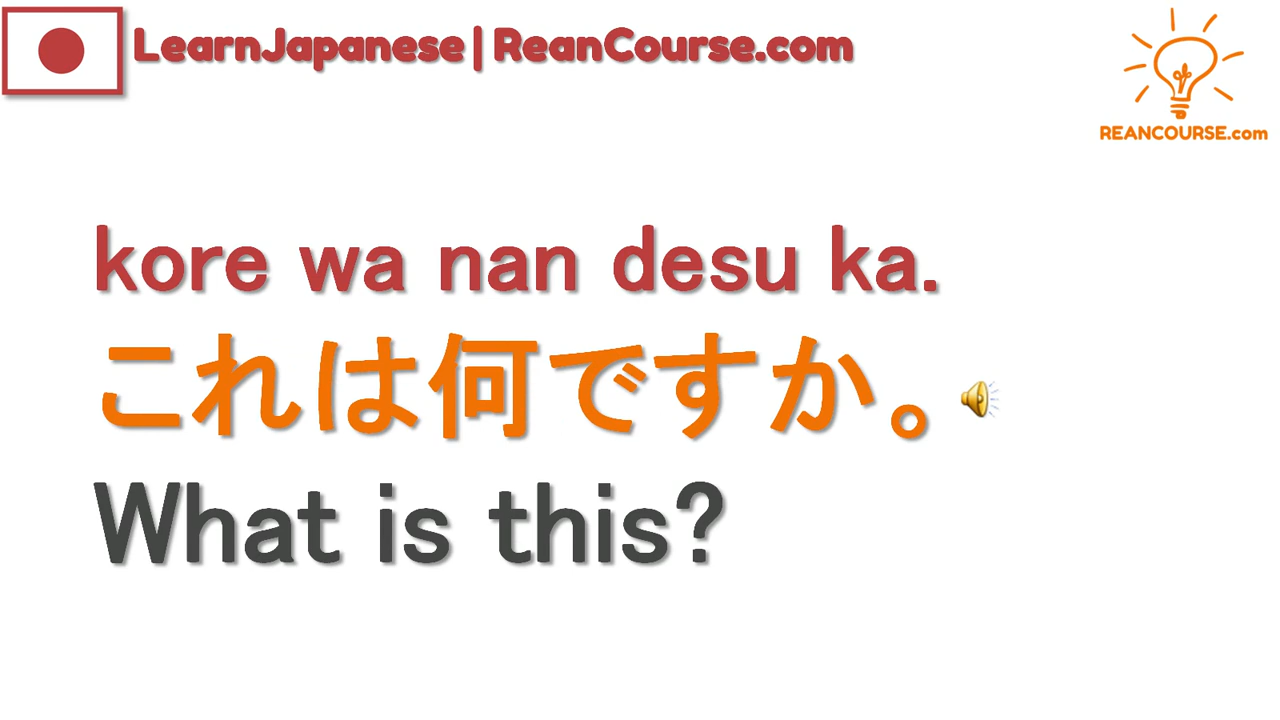 LearnJapanese | ReanCourse.com
REANCOURSE.com
kore wa nan desu ka.
これは何ですか。
What is this?